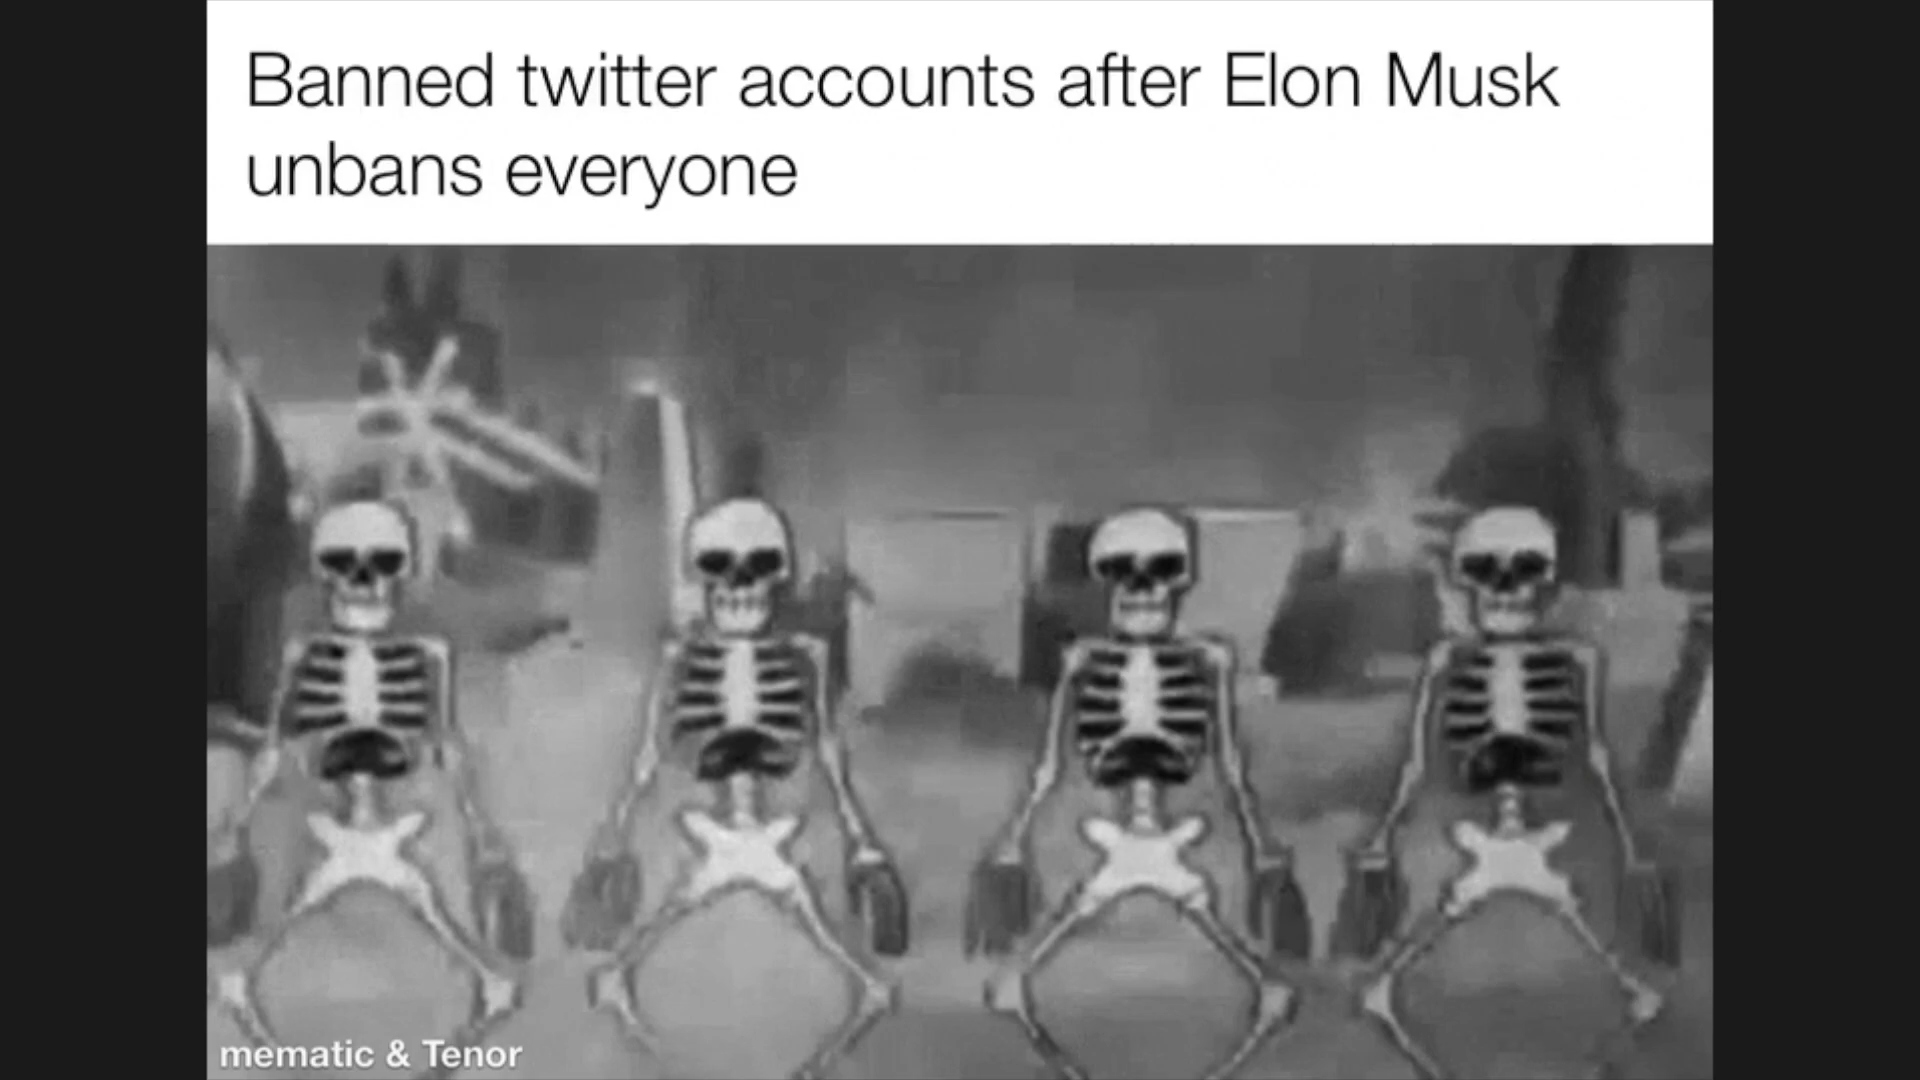 Banned twitter accounts after Elon Musk
unbans everyone
mematic & Tenor